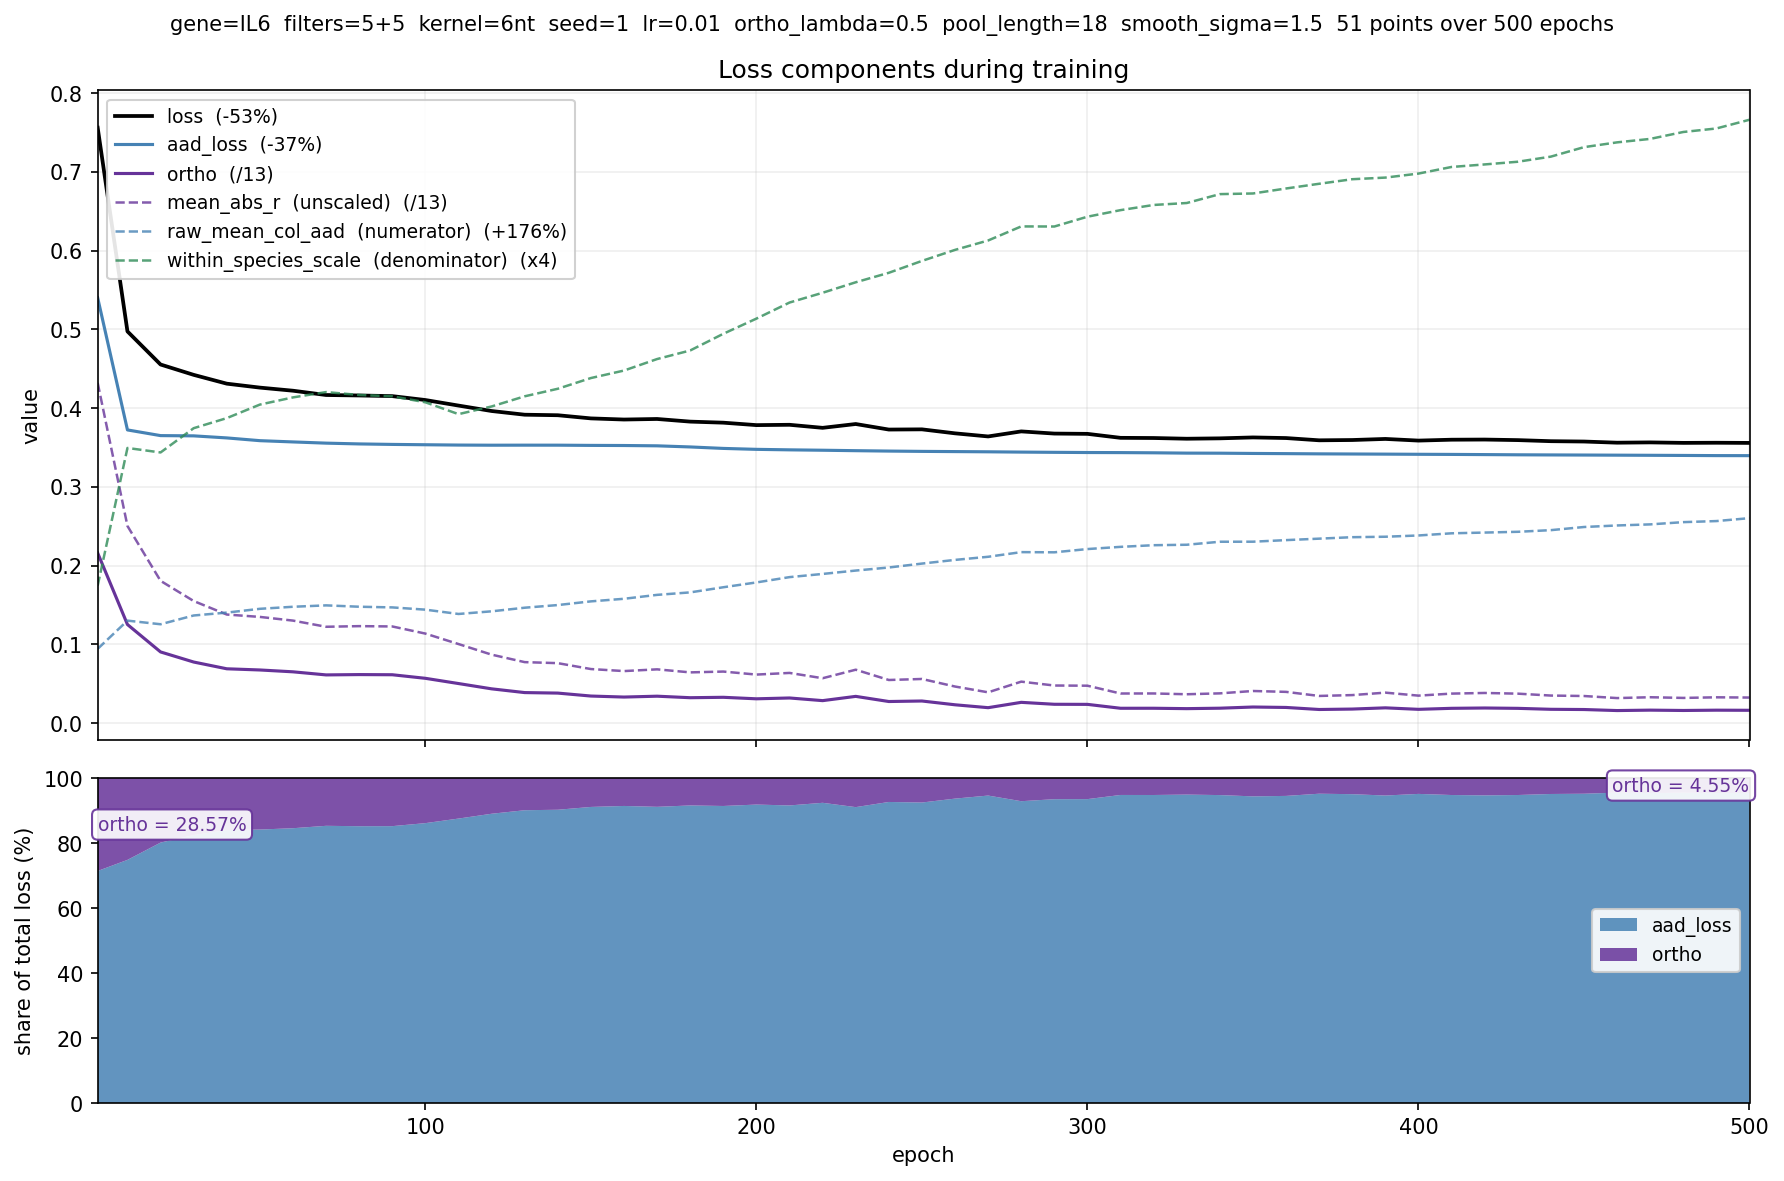 gene=IL6  filters=5+5  kernel=6nt  seed=1  lr=0.01  ortho_lambda=0.5  pool_length=18  smooth_sigma=1.5  51 points over 500 epochs
Loss components during training
loss  (-53%)
aad_loss  (-37%)
ortho  (/13)
mean_abs_r  (unscaled)  (/13)
raw_mean_col_aad  (numerator)  (+176%)
within_species_scale  (denominator)  (x4)
value
0.8
0.7
0.6
0.5
0.4
0.3
0.2
0.1
0.0
share of total loss (%)
100
80
60
40
20
0
ortho = 28.57%
ortho = 4.55%
aad_loss
ortho
100
200
300
400
500
epoch